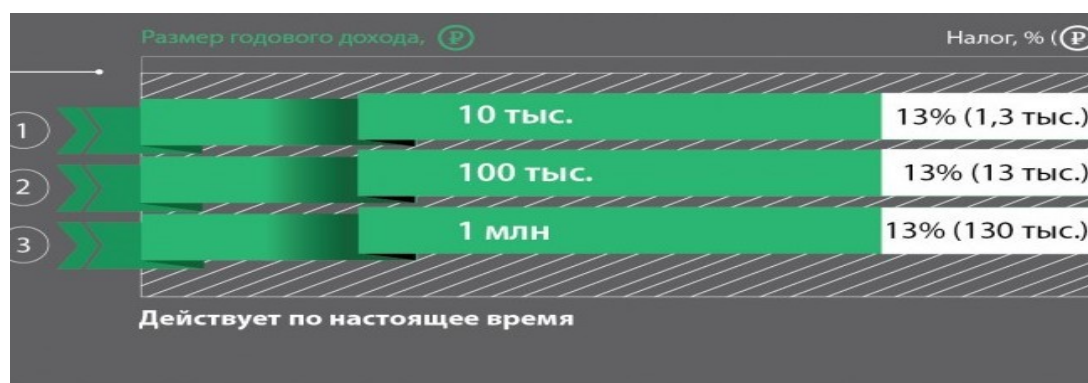 Размер годового дохода, ₽
Налог, % (₽
1 10 тыс. 13% (1,3 тыс.)
2 100 тыс. 13% (13 тыс.)
3 1 млн 13% (130 тыс.)
Действует по настоящее время